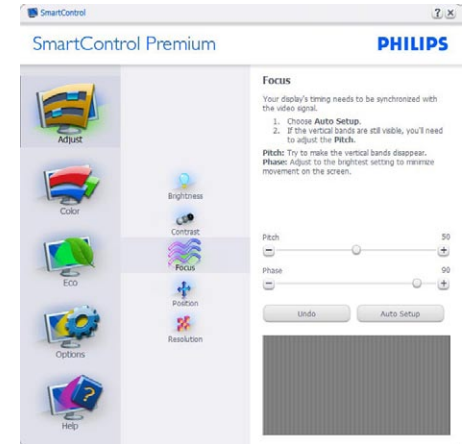 SmartControl
SmartControl Premium
PHILIPS
Adjust
Color
Eco
Options
Help
Brightness
Contrast
Focus
Position
Resolution
Focus
Your display's timing needs to be synchronized with
the video signal.
1. Choose Auto Setup.
2. If the vertical bands are still visible, you'll need
to adjust the Pitch.
Pitch: Try to make the vertical bands disappear.
Phase: Adjust to the brightest setting to minimize
movement on the screen.
Pitch 50
Phase 90
Undo Auto Setup